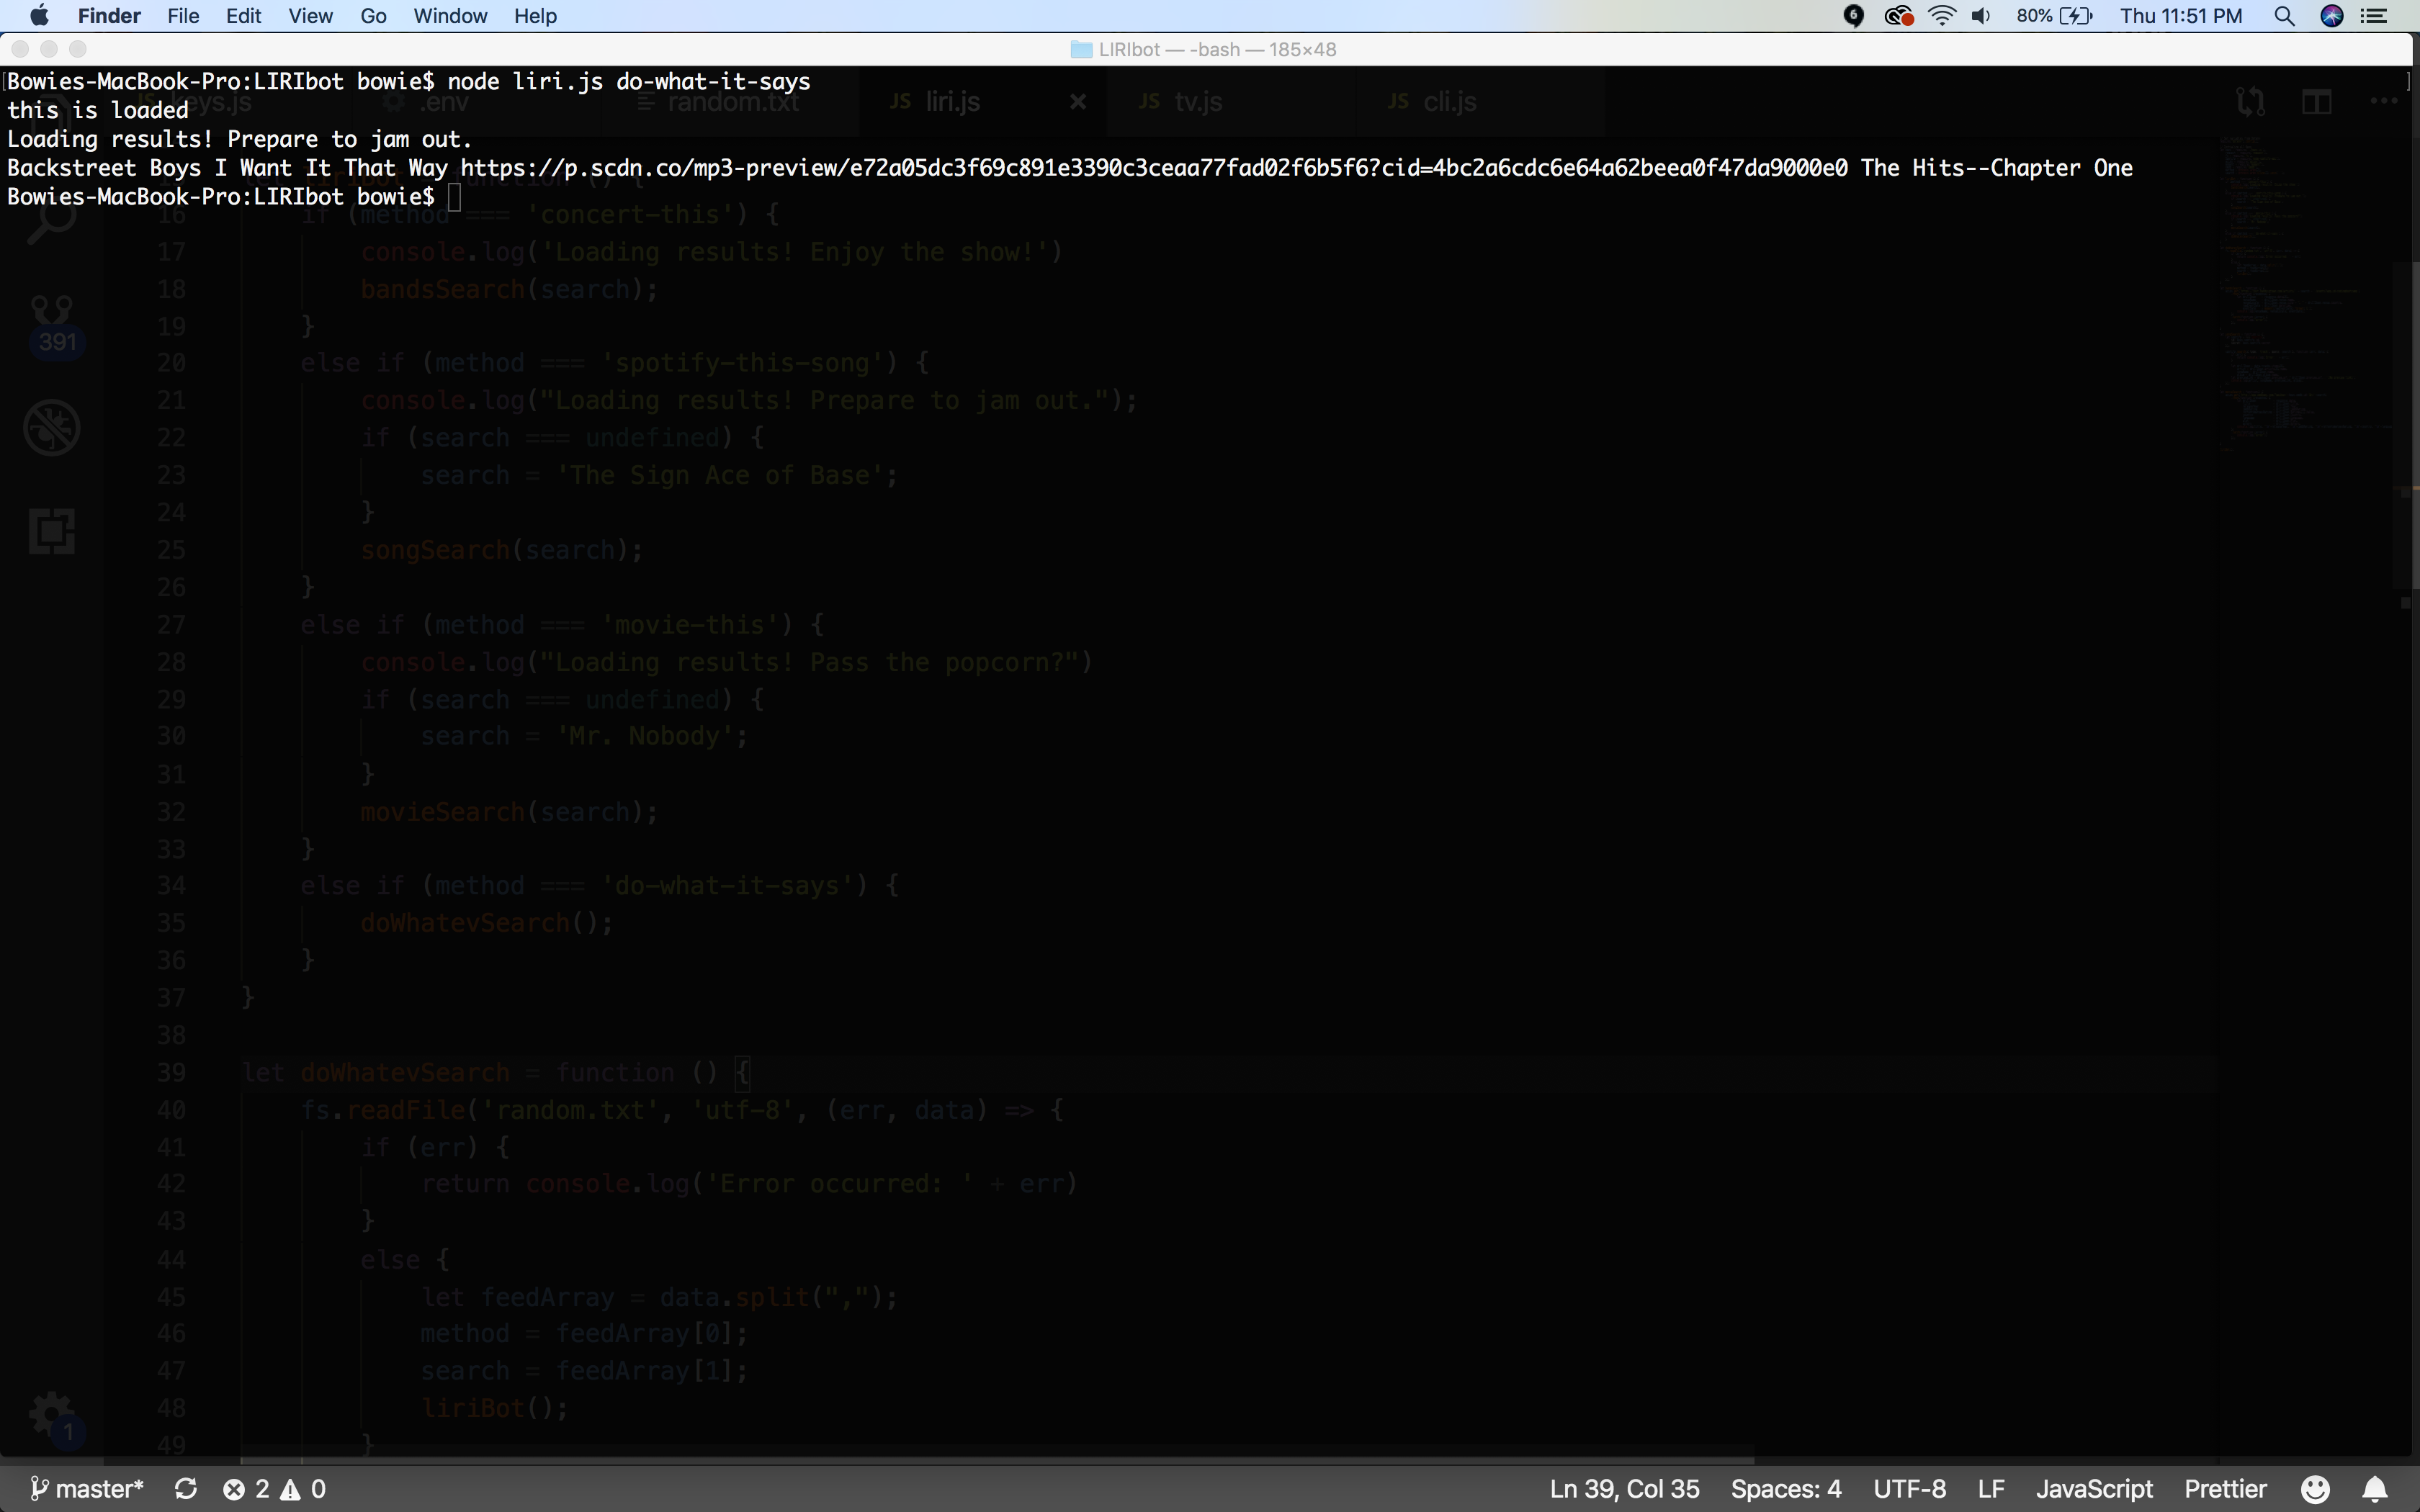 Finder File Edit View Go Window Help 6 80% Thu 11:51 PM
LIRIbot — -bash — 185×48
Bowies-MacBook-Pro:LIRIbot bowie$ node liri.js do-what-it-says
keys.js .env random.txt JS liri.js × JS tv.js JS cli.js
this is loaded
Loading results! Prepare to jam out.
Backstreet Boys I Want It That Way https://p.scdn.co/mp3-preview/e72a05dc3f69c891e3390c3ceaa77fad02f6b5f6?cid=4bc2a6cdc6e64a62beea0f47da9000e0 The Hits--Chapter One
Bowies-MacBook-Pro:LIRIbot bowie$
16 if (method === 'concert-this') {
17 console.log('Loading results! Enjoy the show!')
18 bandsSearch(search);
19 }
20 else if (method === 'spotify-this-song') {
21 console.log("Loading results! Prepare to jam out.");
22 if (search === undefined) {
23 search = 'The Sign Ace of Base';
24 }
25 songSearch(search);
26 }
27 else if (method === 'movie-this') {
28 console.log("Loading results! Pass the popcorn?")
29 if (search === undefined) {
30 search = 'Mr. Nobody';
31 }
32 movieSearch(search);
33 }
34 else if (method === 'do-what-it-says') {
35 doWhatevSearch();
36 }
37 }
38
39 let doWhatevSearch = function () {
40 fs.readFile('random.txt', 'utf-8', (err, data) => {
41 if (err) {
42 return console.log('Error occurred: ' + err)
43 }
44 else {
45 let feedArray = data.split(",");
46 method = feedArray[0];
47 search = feedArray[1];
48 liriBot();
49 }
391
1
master* 2 0 Ln 39, Col 35 Spaces: 4 UTF-8 LF JavaScript Prettier